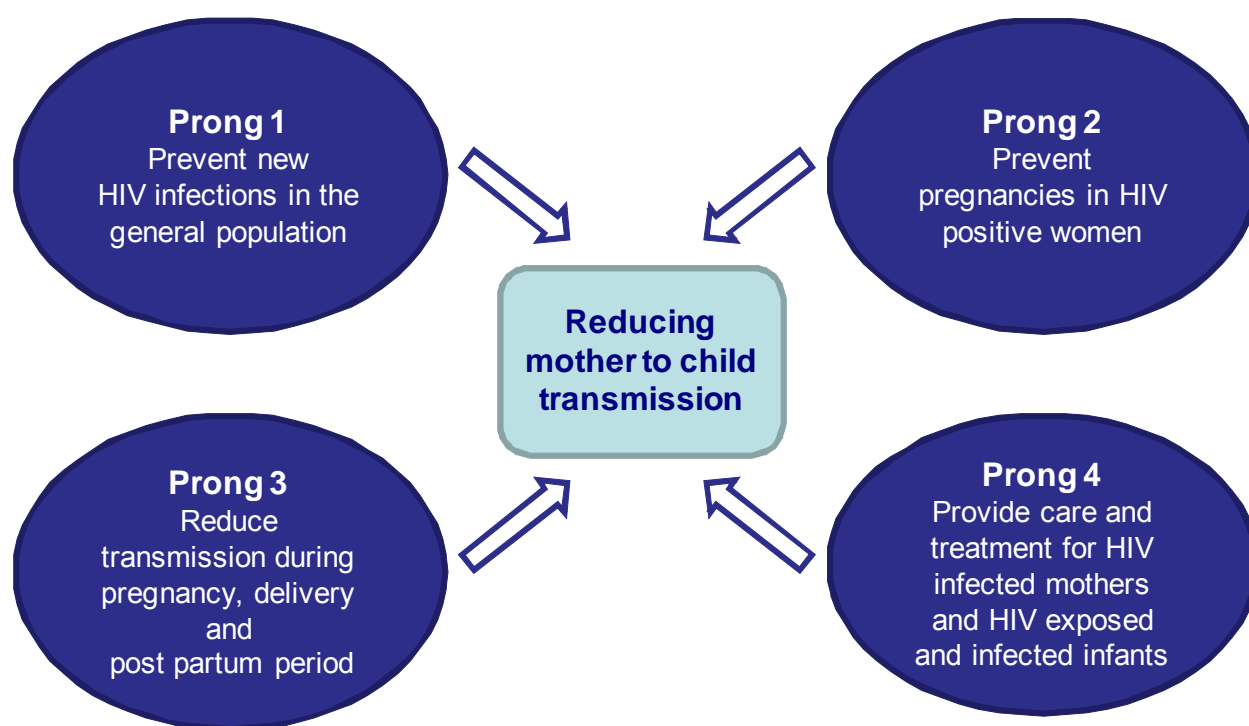 Prong 1
Prevent new
HIV infections in the
general population
Prong 2
Prevent
pregnancies in HIV
positive women
Reducing
mother to child
transmission
Prong 3
Reduce
transmission during
pregnancy, delivery
and
post partum period
Prong 4
Provide care and
treatment for HIV
infected mothers
and HIV exposed
and infected infants